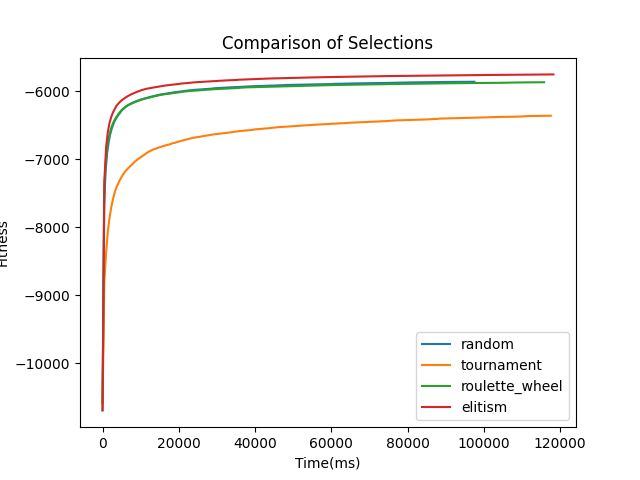 Comparison of Selections
Fitness
−6000
−7000
−8000
−9000
−10000
0 20000 40000 60000 80000 100000 120000
Time(ms)
random
tournament
roulette_wheel
elitism